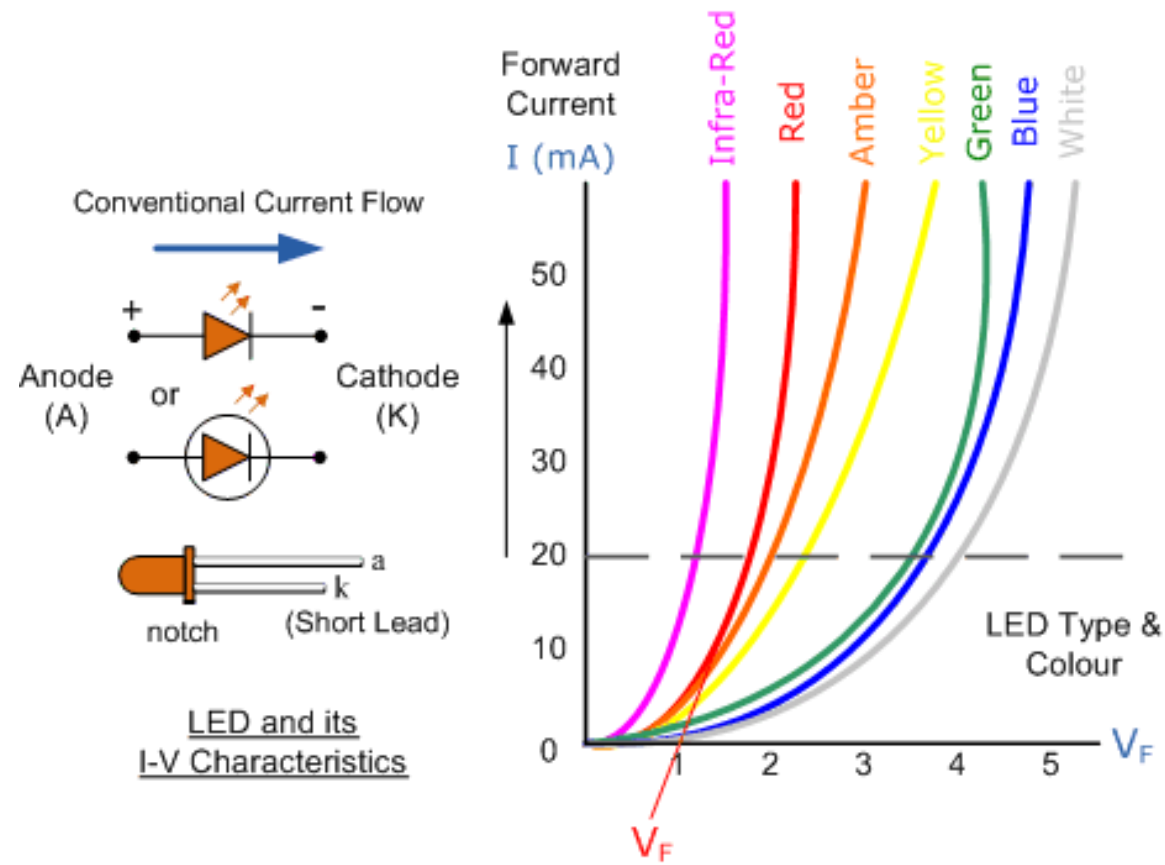 Conventional Current Flow
+
-
Anode
(A)
or
Cathode
(K)
a
k
notch
(Short Lead)
LED and its
I-V Characteristics
Forward
Current
I (mA)
Infra-Red
Red
Amber
Yellow
Green
Blue
White
50
40
30
20
10
0
1
2
3
4
5
VF
LED Type &
Colour
VF